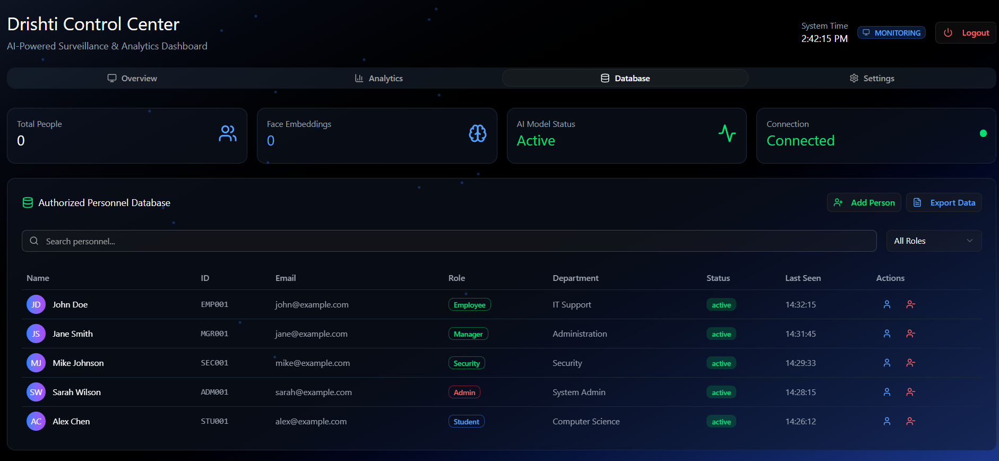 Drishti Control Center
AI-Powered Surveillance & Analytics Dashboard
System Time
2:42:15 PM
MONITORING
Logout
Overview Analytics Database Settings
Total People
0
Face Embeddings
0
AI Model Status
Active
Connection
Connected
Authorized Personnel Database
Add Person Export Data
Search personnel...
All Roles
Name ID Email Role Department Status Last Seen Actions
JD John Doe EMP001 john@example.com Employee IT Support active 14:32:15
JS Jane Smith MGR001 jane@example.com Manager Administration active 14:31:45
MJ Mike Johnson SEC001 mike@example.com Security Security active 14:29:33
SW Sarah Wilson ADM001 sarah@example.com Admin System Admin active 14:28:15
AC Alex Chen STU001 alex@example.com Student Computer Science active 14:26:12